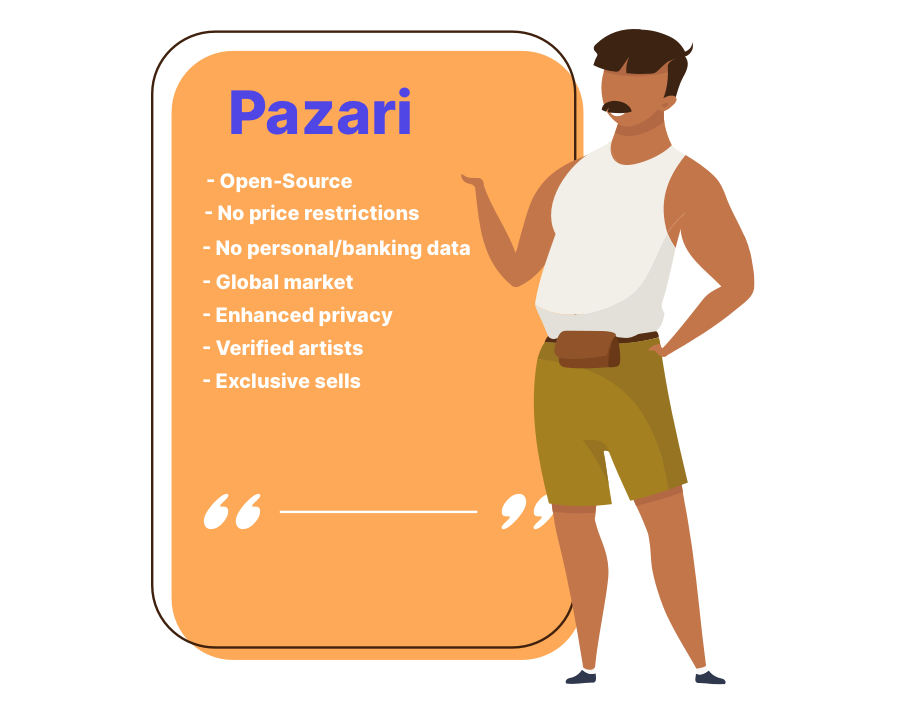 Pazari
- Open-Source
- No price restrictions
- No personal/banking data
- Global market
- Enhanced privacy
- Verified artists
- Exclusive sells